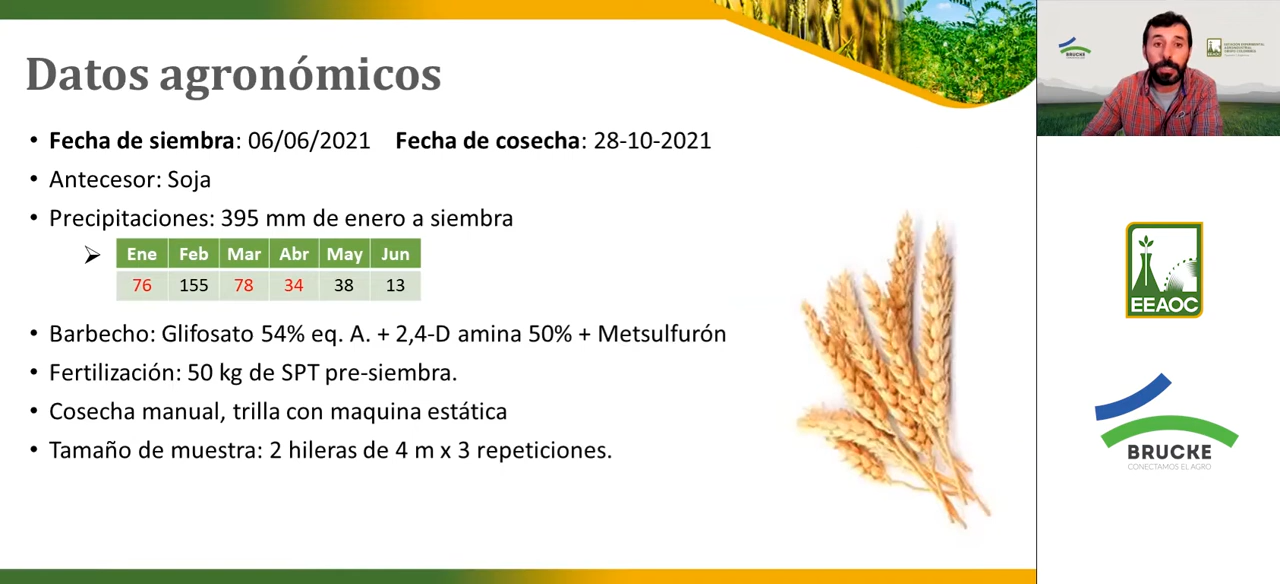 Datos agronómicos
• Fecha de siembra: 06/06/2021 Fecha de cosecha: 28-10-2021
• Antecesor: Soja
• Precipitaciones: 395 mm de enero a siembra
Ene Feb Mar Abr May Jun
76 155 78 34 38 13
• Barbecho: Glifosato 54% eq. A. + 2,4-D amina 50% + Metsulfurón
• Fertilización: 50 kg de SPT pre-siembra.
• Cosecha manual, trilla con maquina estática
• Tamaño de muestra: 2 hileras de 4 m x 3 repeticiones.
BRUCKE
EEAOC
BRUCKE
CONECTAMOS EL AGRO